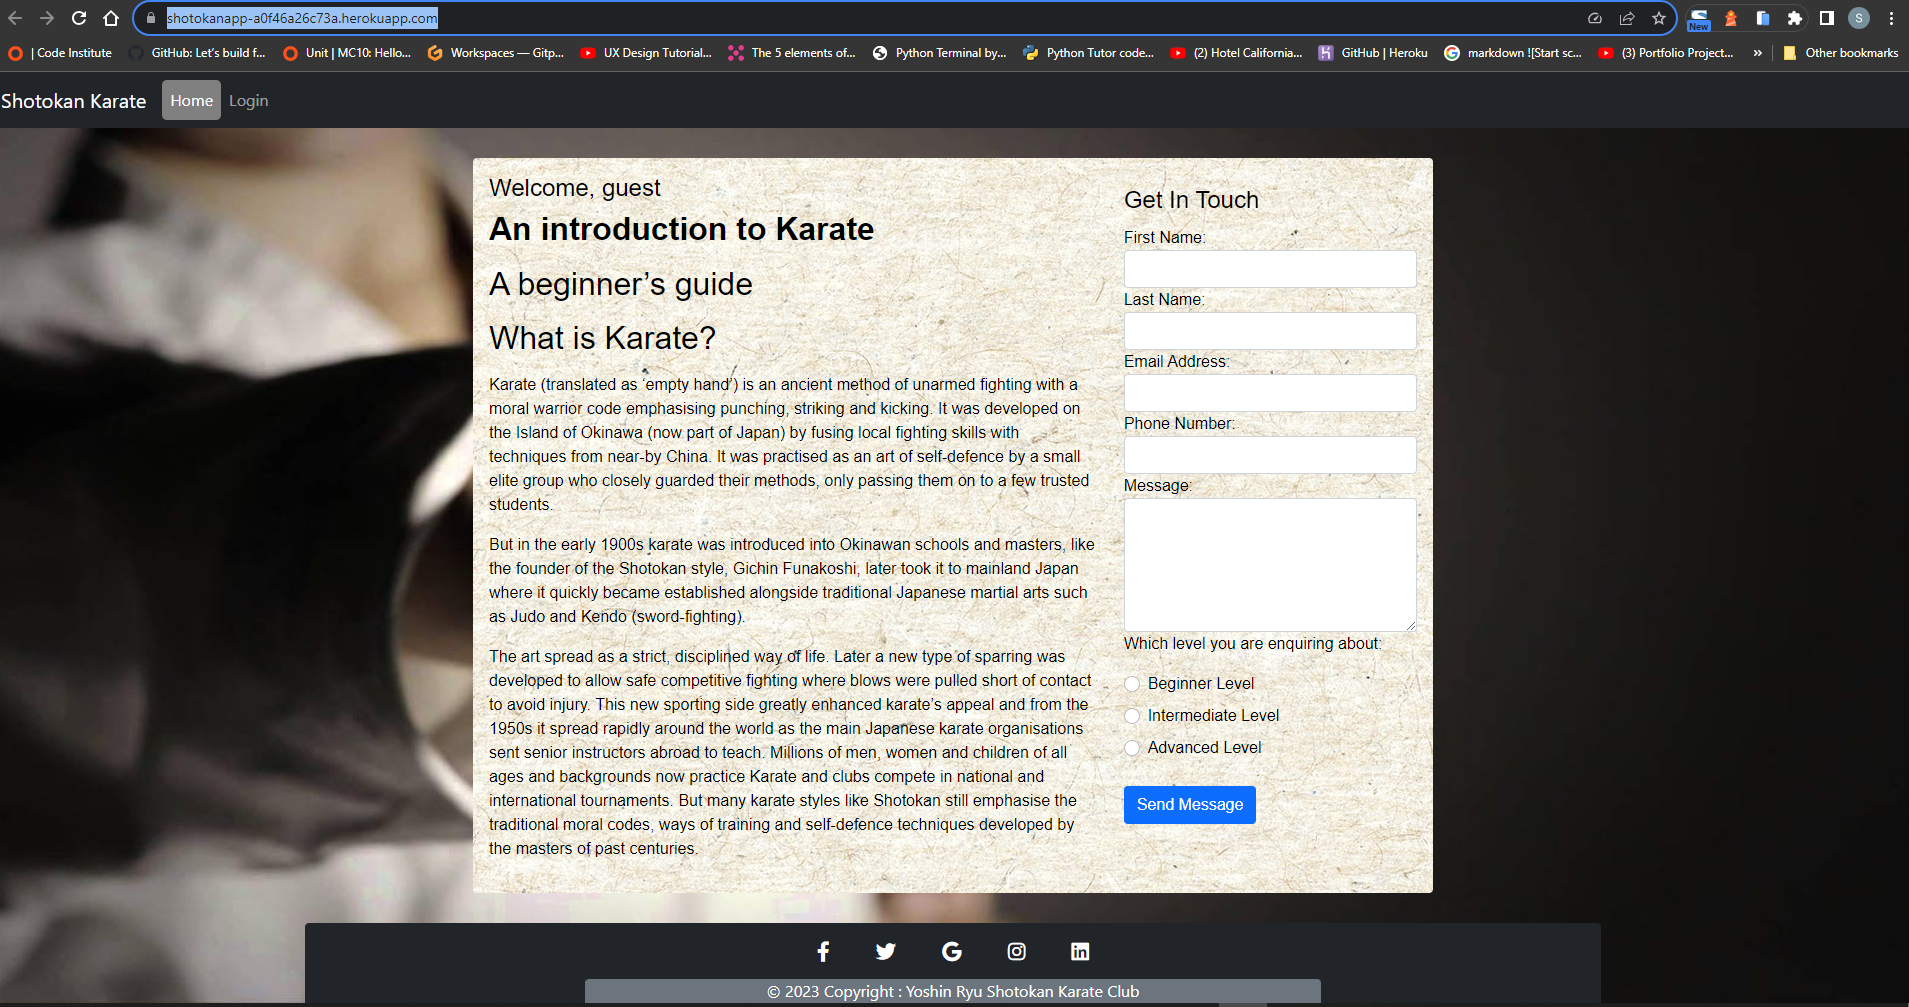 shotokanapp-a0f46a26c73a.herokuapp.com
New
S
| Code Institute
GitHub: Let's build f...
Unit | MC10: Hello...
Workspaces — Gitp...
UX Design Tutorial...
The 5 elements of...
Python Terminal by...
Python Tutor code...
(2) Hotel California...
GitHub | Heroku
markdown ![Start sc...
(3) Portfolio Project...
»
Other bookmarks
Shotokan Karate
Home
Login
Welcome, guest
An introduction to Karate
A beginner’s guide
What is Karate?
Karate (translated as ‘empty hand’) is an ancient method of unarmed fighting with a
moral warrior code emphasising punching, striking and kicking. It was developed on
the Island of Okinawa (now part of Japan) by fusing local fighting skills with
techniques from near-by China. It was practised as an art of self-defence by a small
elite group who closely guarded their methods, only passing them on to a few trusted
students.
But in the early 1900s karate was introduced into Okinawan schools and masters, like
the founder of the Shotokan style, Gichin Funakoshi, later took it to mainland Japan
where it quickly became established alongside traditional Japanese martial arts such
as Judo and Kendo (sword-fighting).
The art spread as a strict, disciplined way of life. Later a new type of sparring was
developed to allow safe competitive fighting where blows were pulled short of contact
to avoid injury. This new sporting side greatly enhanced karate’s appeal and from the
1950s it spread rapidly around the world as the main Japanese karate organisations
sent senior instructors abroad to teach. Millions of men, women and children of all
ages and backgrounds now practice Karate and clubs compete in national and
international tournaments. But many karate styles like Shotokan still emphasise the
traditional moral codes, ways of training and self-defence techniques developed by
the masters of past centuries.
Get In Touch
First Name:
Last Name:
Email Address:
Phone Number:
Message:
Which level you are enquiring about:
Beginner Level
Intermediate Level
Advanced Level
Send Message
© 2023 Copyright : Yoshin Ryu Shotokan Karate Club